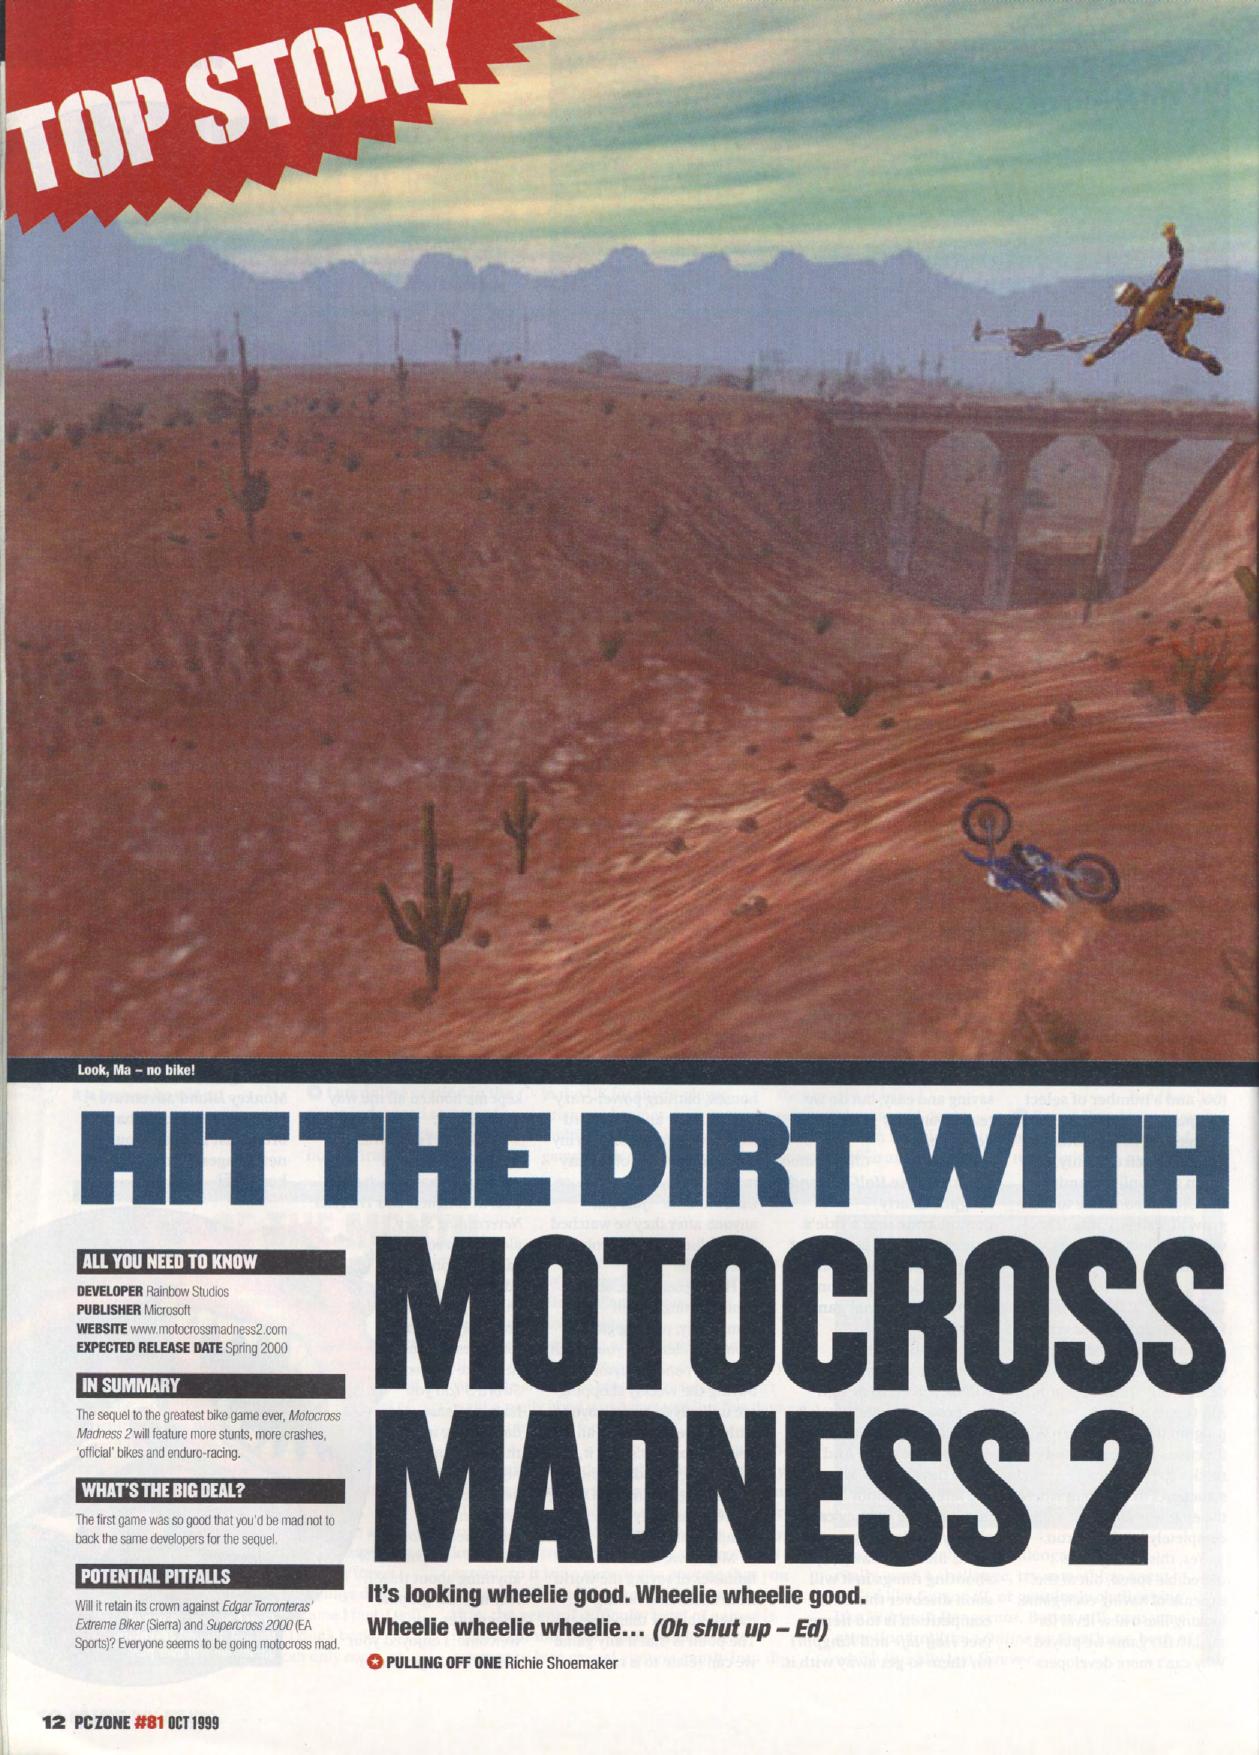 TOP STORY
Look, Ma – no bike!
HIT THE DIRT WITH
MOTOCROSS
MADNESS 2
ALL YOU NEED TO KNOW
DEVELOPER Rainbow Studios
PUBLISHER Microsoft
WEBSITE www.motocrossmadness2.com
EXPECTED RELEASE DATE Spring 2000
IN SUMMARY
The sequel to the greatest bike game ever, Motocross
Madness 2 will feature more stunts, more crashes,
‘official’ bikes and enduro-racing.
WHAT’S THE BIG DEAL?
The first game was so good that you’d be mad not to
back the same developers for the sequel.
POTENTIAL PITFALLS
Will it retain its crown against Edgar Torronteras’
Extreme Biker (Sierra) and Supercross 2000 (EA
Sports)? Everyone seems to be going motocross mad.
It’s looking wheelie good. Wheelie wheelie good.
Wheelie wheelie wheelie... (Oh shut up – Ed)
PULLING OFF ONE Richie Shoemaker
12 PC ZONE #81 OCT 1999